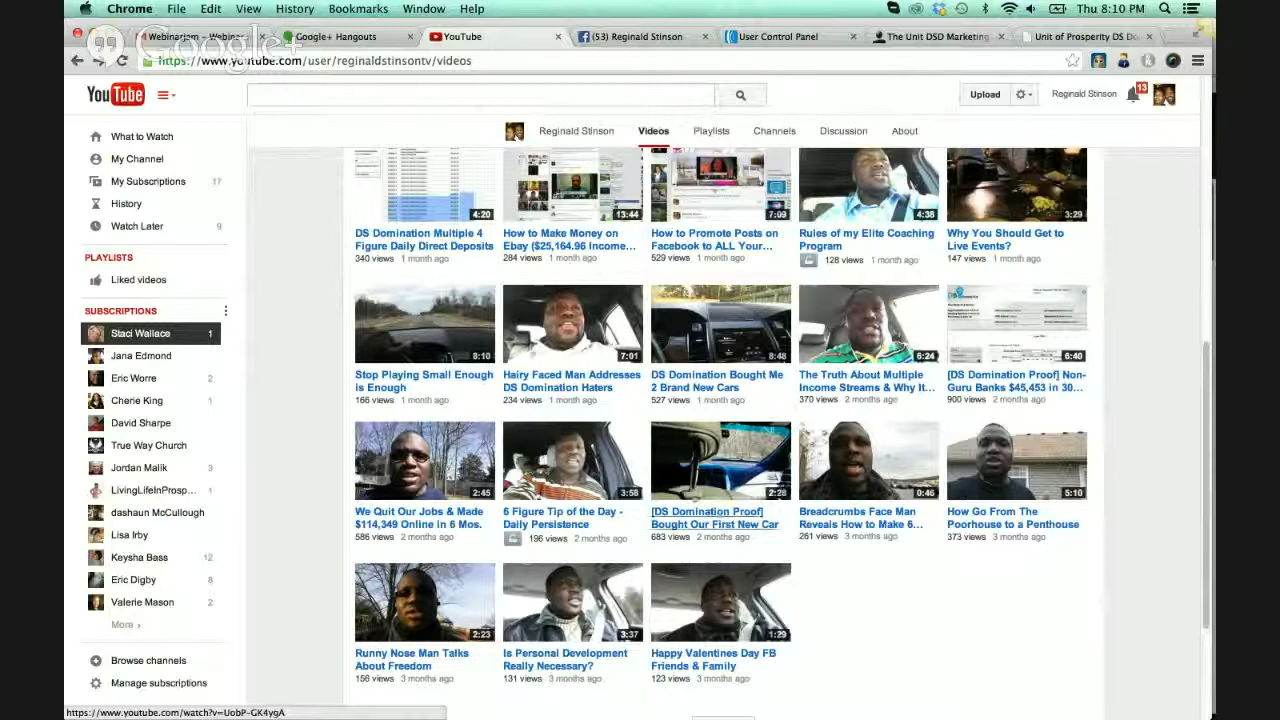 Chrome File Edit View History Bookmarks Window Help Thu 8:10 PM
Webinarjam - Webinar Google+ Hangouts YouTube (53) Reginald Stinson User Control Panel The Unit DSD Marketing Unit of Prosperity DS Do
Google+
https://www.youtube.com/user/reginaldstinsontv/videos
YouTube Upload Reginald Stinson 13
Reginald Stinson Videos Playlists Channels Discussion About
What to Watch
My Channel
My Subscriptions 17
History
Watch Later 9
PLAYLISTS
Liked videos
SUBSCRIPTIONS
Staci Wallace 1
Jana Edmond
Eric Worre 2
Cherie King 1
David Sharpe
True Way Church
Jordan Malik 3
LivingLifeInProsp... 1
dashaun McCullough
Lisa Irby
Keysha Bass 12
Eric Digby 8
Valerie Mason 2
More ›
Browse channels
Manage subscriptions
4:20
DS Domination Multiple 4
Figure Daily Direct Deposits
340 views 1 month ago
13:44
How to Make Money on
Ebay ($25,164.96 Income...
284 views 1 month ago
7:09
How to Promote Posts on
Facebook to ALL Your...
529 views 1 month ago
4:38
Rules of my Elite Coaching
Program
128 views 1 month ago
3:29
Why You Should Get to
Live Events?
147 views 1 month ago
8:10
Stop Playing Small Enough
is Enough
166 views 1 month ago
7:01
Hairy Faced Man Addresses
DS Domination Haters
234 views 1 month ago
8:48
DS Domination Bought Me
2 Brand New Cars
527 views 1 month ago
6:24
The Truth About Multiple
Income Streams & Why It...
370 views 2 months ago
6:40
[DS Domination Proof] Non-
Guru Banks $45,453 in 30...
900 views 2 months ago
2:45
We Quit Our Jobs & Made
$114,349 Online in 6 Mos.
586 views 2 months ago
3:58
6 Figure Tip of the Day -
Daily Persistence
196 views 2 months ago
2:28
[DS Domination Proof]
Bought Our First New Car
683 views 2 months ago
0:46
Breadcrumbs Face Man
Reveals How to Make 6...
261 views 3 months ago
5:10
How Go From The
Poorhouse to a Penthouse
373 views 3 months ago
2:23
Runny Nose Man Talks
About Freedom
156 views 3 months ago
3:37
Is Personal Development
Really Necessary?
131 views 3 months ago
1:29
Happy Valentines Day FB
Friends & Family
123 views 3 months ago
https://www.youtube.com/watch?v=UobP-GK4ygA